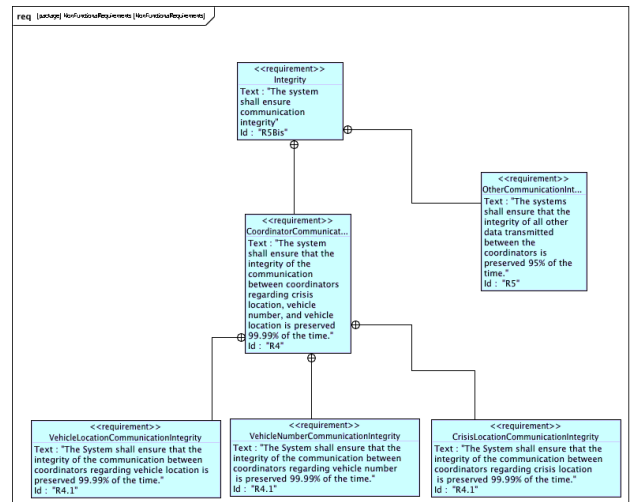 req [package] NonFunctionalRequirements [NonFunctionalRequirements]
<<requirement>>
Integrity
Text : "The system
shall ensure
communication
integrity"
Id : "R5Bis"
<<requirement>>
OtherCommunicationInt...
Text : "The systems
shall ensure that the
integrity of all other
data transmitted
between the
coordinators is
preserved 95% of the
time."
Id : "R5"
<<requirement>>
CoordinatorCommunicat...
Text : "The system
shall ensure that the
integrity of the
communication
between coordinators
regarding crisis
location, vehicle
number, and vehicle
location is preserved
99.99% of the time."
Id : "R4"
<<requirement>>
VehicleLocationCommunicationIntegrity
Text : "The System shall ensure that the
integrity of the communication between
coordinators regarding vehicle location is
preserved 99.99% of the time."
Id : "R4.1"
<<requirement>>
VehicleNumberCommunicationIntegrity
Text : "The System shall ensure that the
integrity of the communication between
coordinators regarding vehicle number
is preserved 99.99% of the time."
Id : "R4.1"
<<requirement>>
CrisisLocationCommunicationIntegrity
Text : "The System shall ensure that the
integrity of the communication between
coordinators regarding crisis location
is preserved 99.99% of the time."
Id : "R4.1"